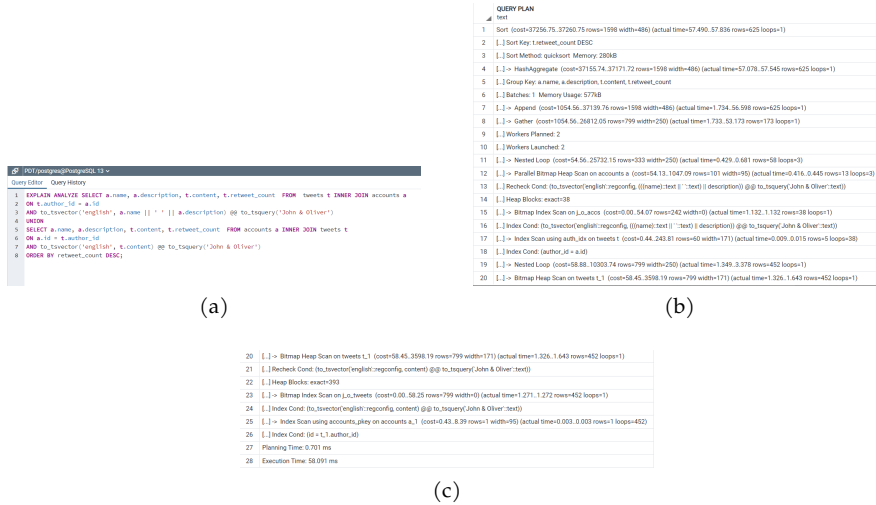 PDT/postgres@PostgreSQL 13
Query Editor Query History
1 EXPLAIN ANALYZE SELECT a.name, a.description, t.content, t.retweet_count FROM tweets t INNER JOIN accounts a
2 ON t.author_id = a.id
3 AND to_tsvector('english', a.name || ' ' || a.description) @@ to_tsquery('John & Oliver')
4 UNION
5 SELECT a.name, a.description, t.content, t.retweet_count FROM accounts a INNER JOIN tweets t
6 ON a.id = t.author_id
7 AND to_tsvector('english', t.content) @@ to_tsquery('John & Oliver')
8 ORDER BY retweet_count DESC;
(a)
QUERY PLAN
text
1 Sort (cost=37256.75..37260.75 rows=1598 width=486) (actual time=57.490..57.836 rows=625 loops=1)
2 [...] Sort Key: t.retweet_count DESC
3 [...] Sort Method: quicksort Memory: 280kB
4 [...] -> HashAggregate (cost=37155.74..37171.72 rows=1598 width=486) (actual time=57.078..57.545 rows=625 loops=1)
5 [...] Group Key: a.name, a.description, t.content, t.retweet_count
6 [...] Batches: 1 Memory Usage: 577kB
7 [...] -> Append (cost=1054.56..37139.76 rows=1598 width=486) (actual time=1.734..56.598 rows=625 loops=1)
8 [...] -> Gather (cost=1054.56..26812.05 rows=799 width=250) (actual time=1.733..53.173 rows=173 loops=1)
9 [...] Workers Planned: 2
10 [...] Workers Launched: 2
11 [...] -> Nested Loop (cost=54.56..25732.15 rows=333 width=250) (actual time=0.429..0.681 rows=58 loops=3)
12 [...] -> Parallel Bitmap Heap Scan on accounts a (cost=54.13..1047.09 rows=101 width=95) (actual time=0.416..0.445 rows=13 loops=3)
13 [...] Recheck Cond: (to_tsvector('english'::regconfig, (((name)::text || ' '::text) || description)) @@ to_tsquery('John & Oliver'::text))
14 [...] Heap Blocks: exact=38
15 [...] -> Bitmap Index Scan on j_o_accs (cost=0.00..54.07 rows=242 width=0) (actual time=1.132..1.132 rows=38 loops=1)
16 [...] Index Cond: (to_tsvector('english'::regconfig, (((name)::text || ' '::text) || description)) @@ to_tsquery('John & Oliver'::text))
17 [...] -> Index Scan using auth_idx on tweets t (cost=0.44..243.81 rows=60 width=171) (actual time=0.009..0.015 rows=5 loops=38)
18 [...] Index Cond: (author_id = a.id)
19 [...] -> Nested Loop (cost=58.88..10303.74 rows=799 width=250) (actual time=1.349..3.378 rows=452 loops=1)
20 [...] -> Bitmap Heap Scan on tweets t_1 (cost=58.45..3598.19 rows=799 width=171) (actual time=1.326..1.643 rows=452 loops=1)
(b)
20 [...] -> Bitmap Heap Scan on tweets t_1 (cost=58.45..3598.19 rows=799 width=171) (actual time=1.326..1.643 rows=452 loops=1)
21 [...] Recheck Cond: (to_tsvector('english'::regconfig, content) @@ to_tsquery('John & Oliver'::text))
22 [...] Heap Blocks: exact=393
23 [...] -> Bitmap Index Scan on j_o_tweets (cost=0.00..58.25 rows=799 width=0) (actual time=1.271..1.272 rows=452 loops=1)
24 [...] Index Cond: (to_tsvector('english'::regconfig, content) @@ to_tsquery('John & Oliver'::text))
25 [...] -> Index Scan using accounts_pkey on accounts a_1 (cost=0.43..8.39 rows=1 width=95) (actual time=0.003..0.003 rows=1 loops=452)
26 [...] Index Cond: (id = t_1.author_id)
27 Planning Time: 0.701 ms
28 Execution Time: 58.091 ms
(c)